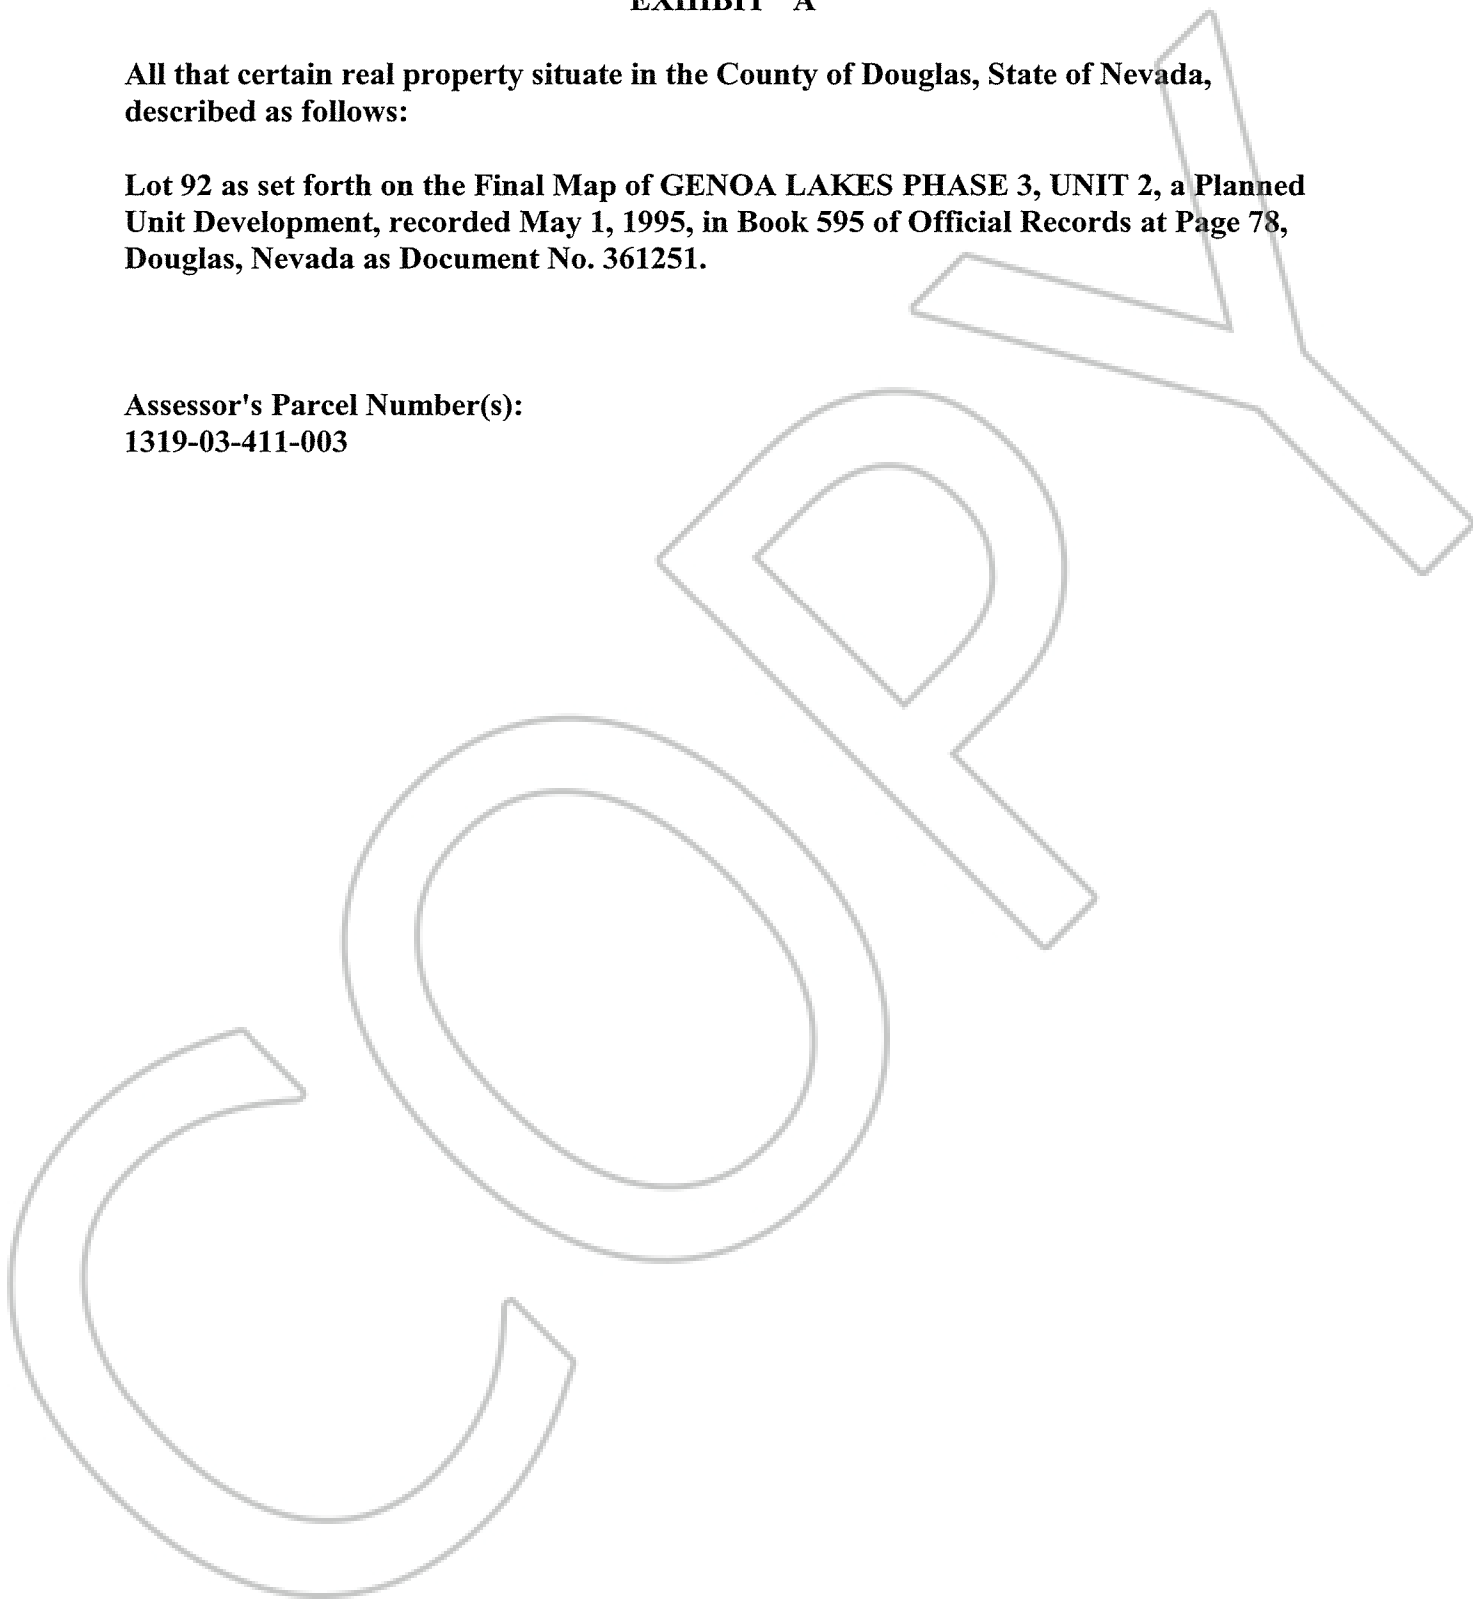 EXHIBIT "A"
All that certain real property situate in the County of Douglas, State of Nevada,
described as follows:
Lot 92 as set forth on the Final Map of GENOA LAKES PHASE 3, UNIT 2, a Planned
Unit Development, recorded May 1, 1995, in Book 595 of Official Records at Page 78,
Douglas, Nevada as Document No. 361251.
Assessor's Parcel Number(s):
1319-03-411-003
COPY